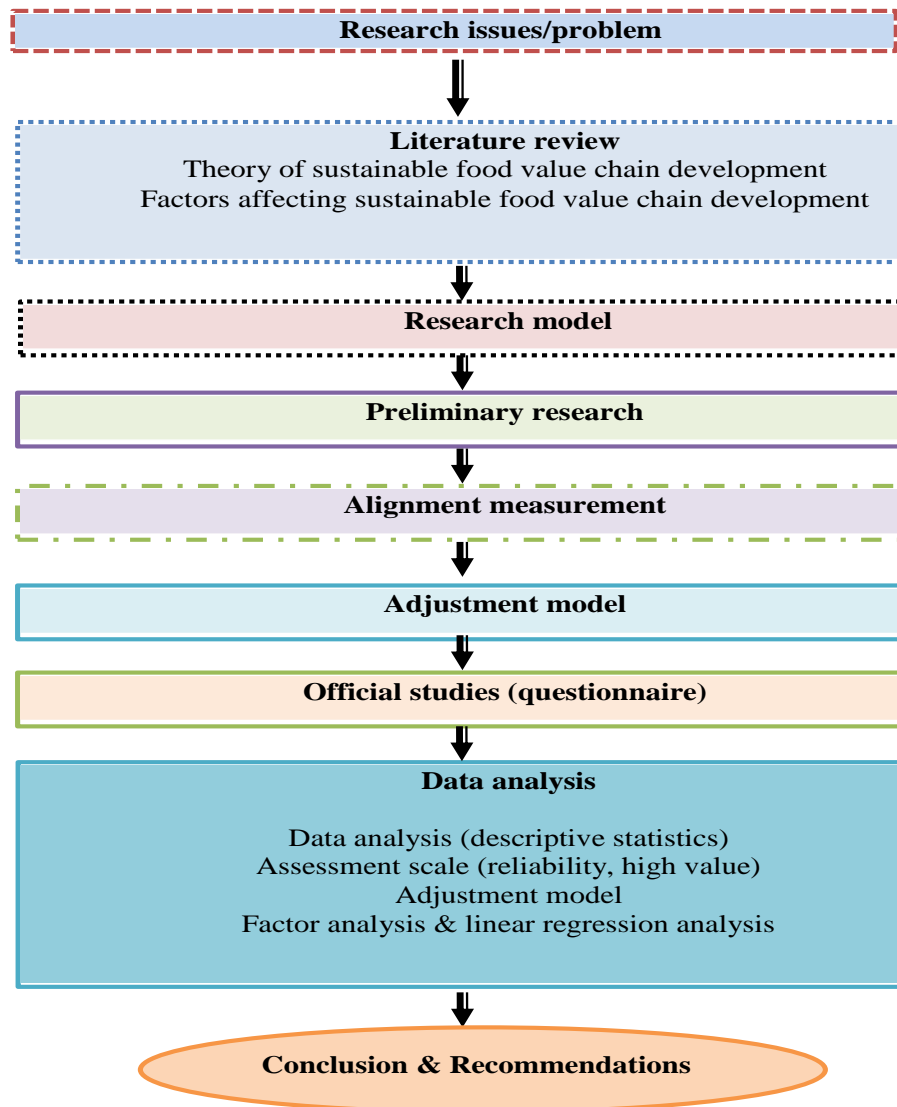 Research issues/problem
Literature review
Theory of sustainable food value chain development
Factors affecting sustainable food value chain development
Research model
Preliminary research
Alignment measurement
Adjustment model
Official studies (questionnaire)
Data analysis
Data analysis (descriptive statistics)
Assessment scale (reliability, high value)
Adjustment model
Factor analysis & linear regression analysis
Conclusion & Recommendations